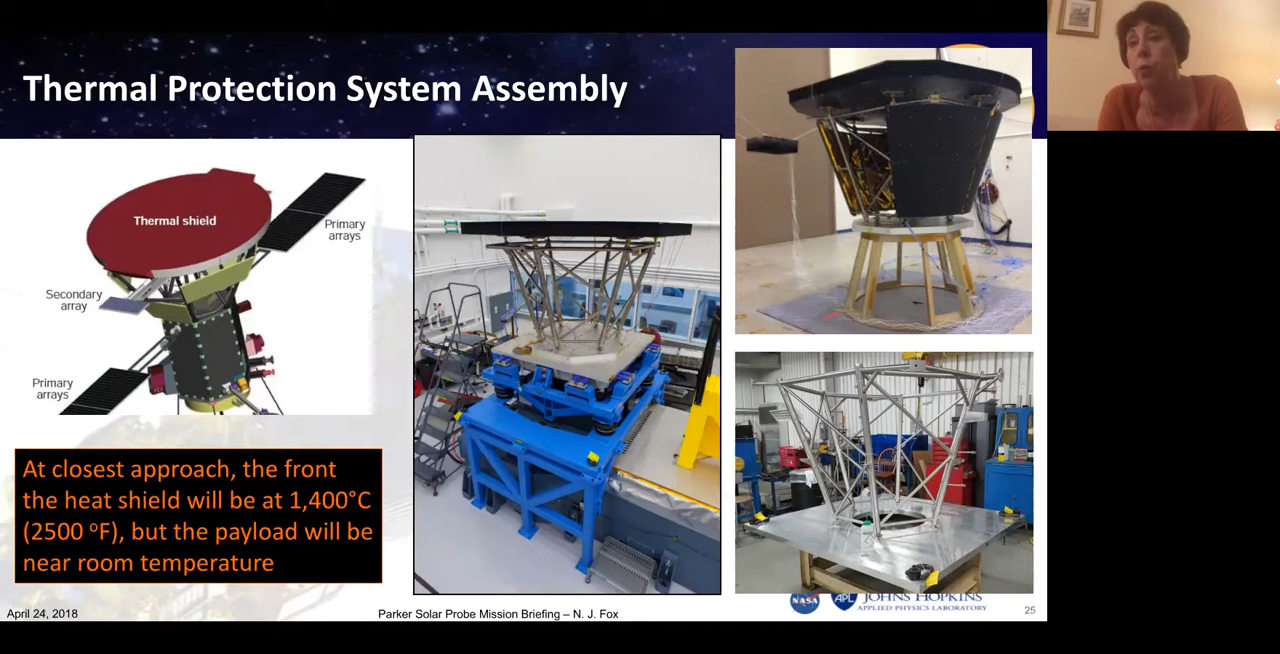 Thermal Protection System Assembly
Thermal shield
Primary
arrays
Secondary
array
Primary
arrays
At closest approach, the front
the heat shield will be at 1,400°C
(2500 °F), but the payload will be
near room temperature
April 24, 2018
Parker Solar Probe Mission Briefing – N. J. Fox
NASA
APL
JOHNS HOPKINS
APPLIED PHYSICS LABORATORY
25